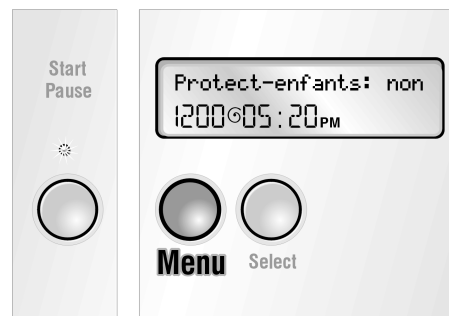 Start
Pause
Protect-enfants: non
1200 05:20PM
Menu
Select